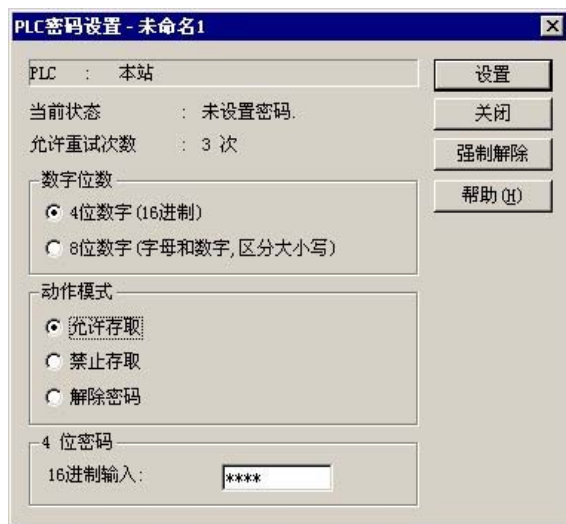 PLC密码设置 - 未命名1
PLC : 本站
设置
当前状态 : 未设置密码.
关闭
允许重试次数 : 3 次
强制解除
数字位数
帮助(H)
4位数字(16进制)
8位数字(字母和数字,区分大小写)
动作模式
允许存取
禁止存取
解除密码
4 位密码
16进制输入: ****